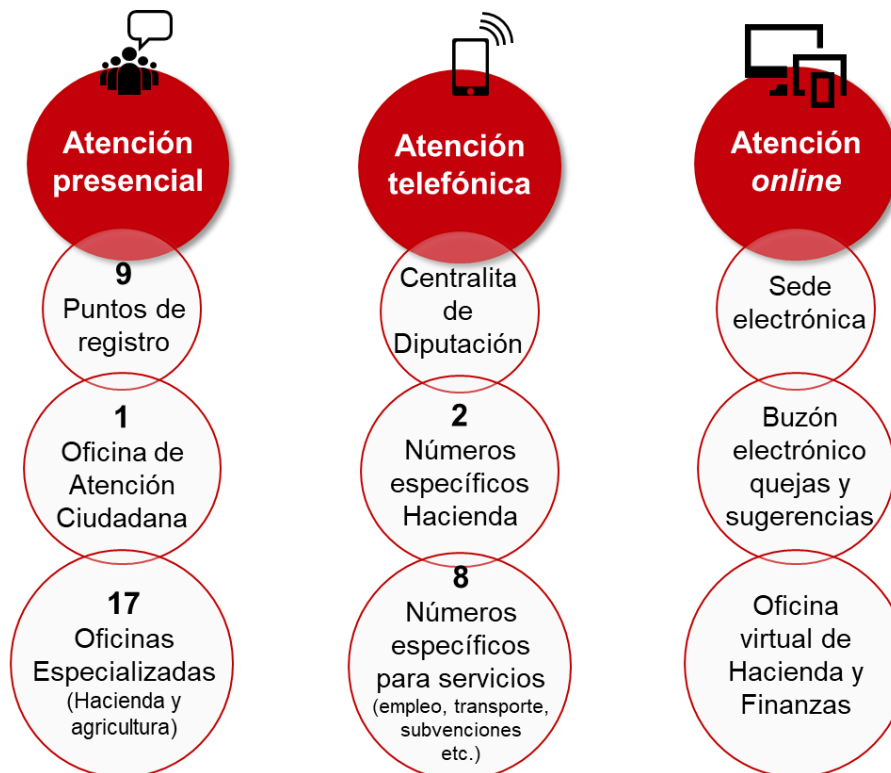 Atención
presencial
9
Puntos de
registro
1
Oficina de
Atención
Ciudadana
17
Oficinas
Especializadas
(Hacienda y
agricultura)
Atención
telefónica
Centralita
de
Diputación
2
Números
específicos
Hacienda
8
Números
específicos
para servicios
(empleo, transporte,
subvenciones
etc.)
Atención
online
Sede
electrónica
Buzón
electrónico
quejas y
sugerencias
Oficina
virtual de
Hacienda y
Finanzas